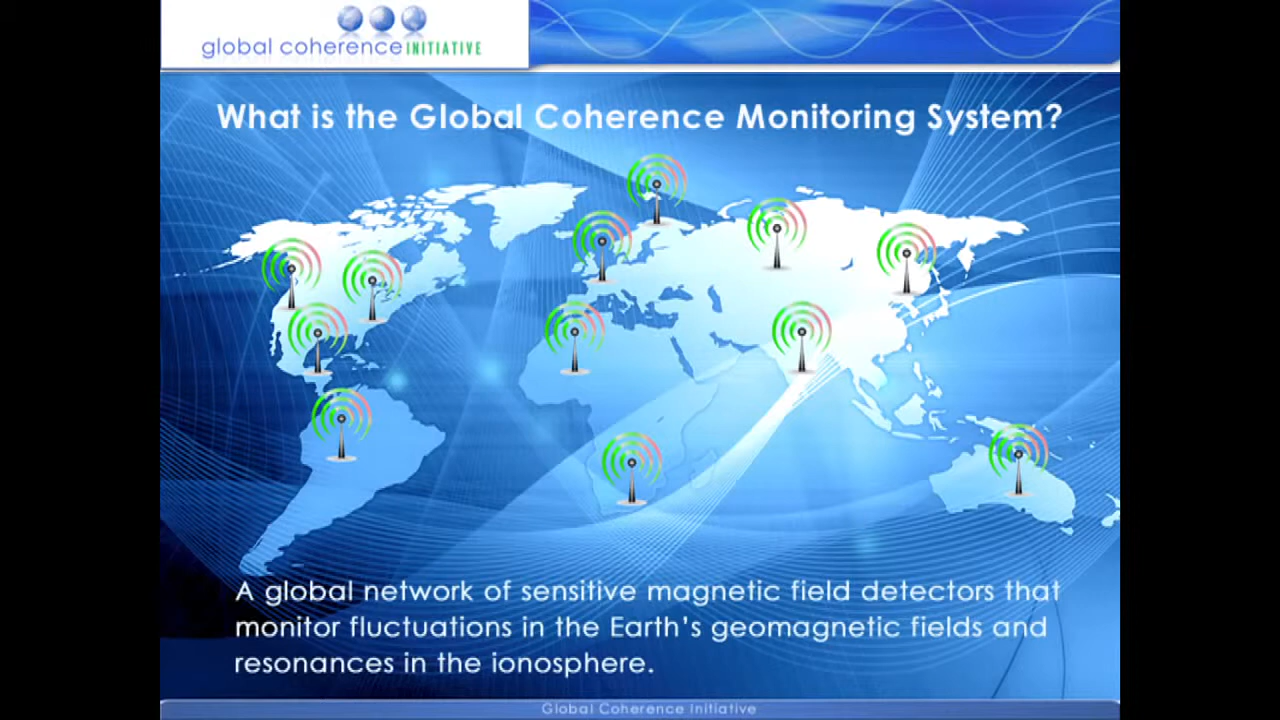 global coherence INITIATIVE
What is the Global Coherence Monitoring System?
A global network of sensitive magnetic field detectors that
monitor fluctuations in the Earth's geomagnetic fields and
resonances in the ionosphere.
Global Coherence Initiative